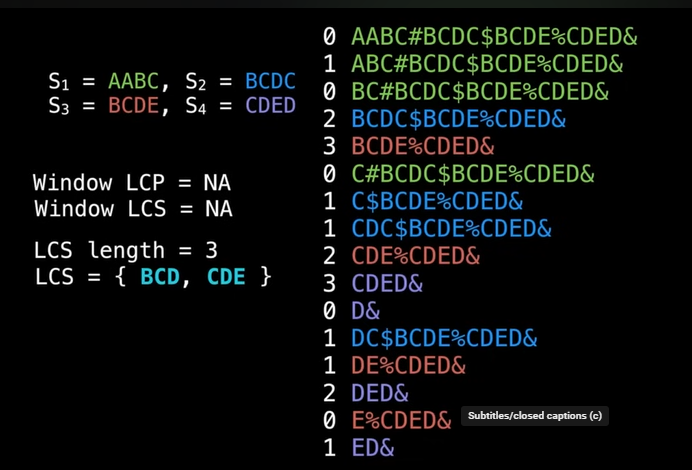 S₁ = AABC, S₂ = BCDC
S₃ = BCDE, S₄ = CDED
Window LCP = NA
Window LCS = NA
LCS length = 3
LCS = { BCD, CDE }
0 AABC#BCDC$BCDE%CDED&
1 ABC#BCDC$BCDE%CDED&
0 BC#BCDC$BCDE%CDED&
2 BCDC$BCDE%CDED&
3 BCDE%CDED&
0 C#BCDC$BCDE%CDED&
1 C$BCDE%CDED&
1 CDC$BCDE%CDED&
2 CDE%CDED&
3 CDED&
0 D&
1 DC$BCDE%CDED&
1 DE%CDED&
2 DED&
0 E%CDED&
1 ED&
Subtitles/closed captions (c)